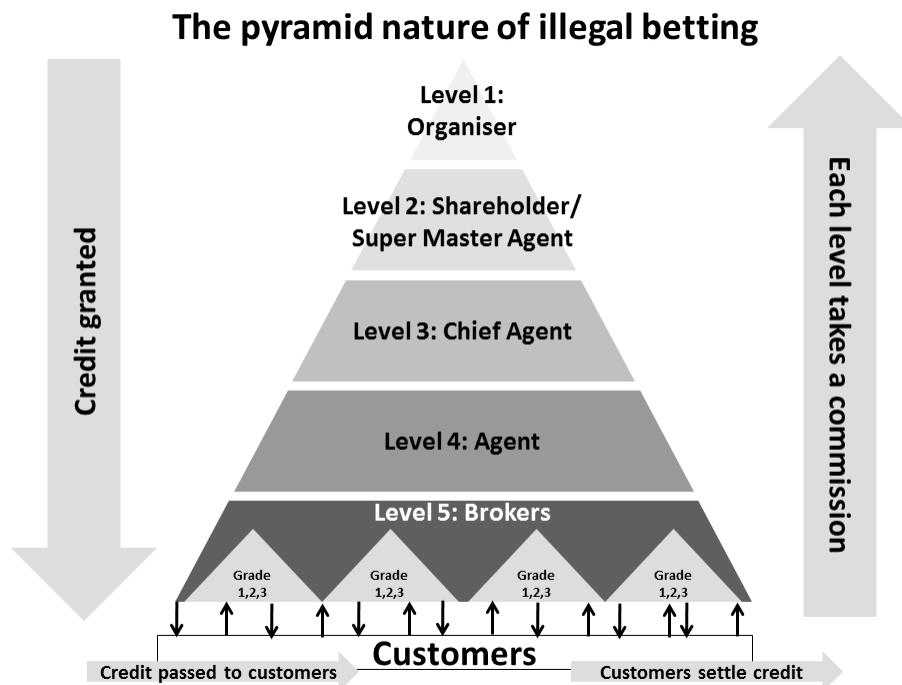 The pyramid nature of illegal betting
Credit granted
Each level takes a commission
Level 1:
Organiser
Level 2: Shareholder/
Super Master Agent
Level 3: Chief Agent
Level 4: Agent
Level 5: Brokers
Grade
1,2,3
Grade
1,2,3
Grade
1,2,3
Grade
1,2,3
Customers
Credit passed to customers
Customers settle credit